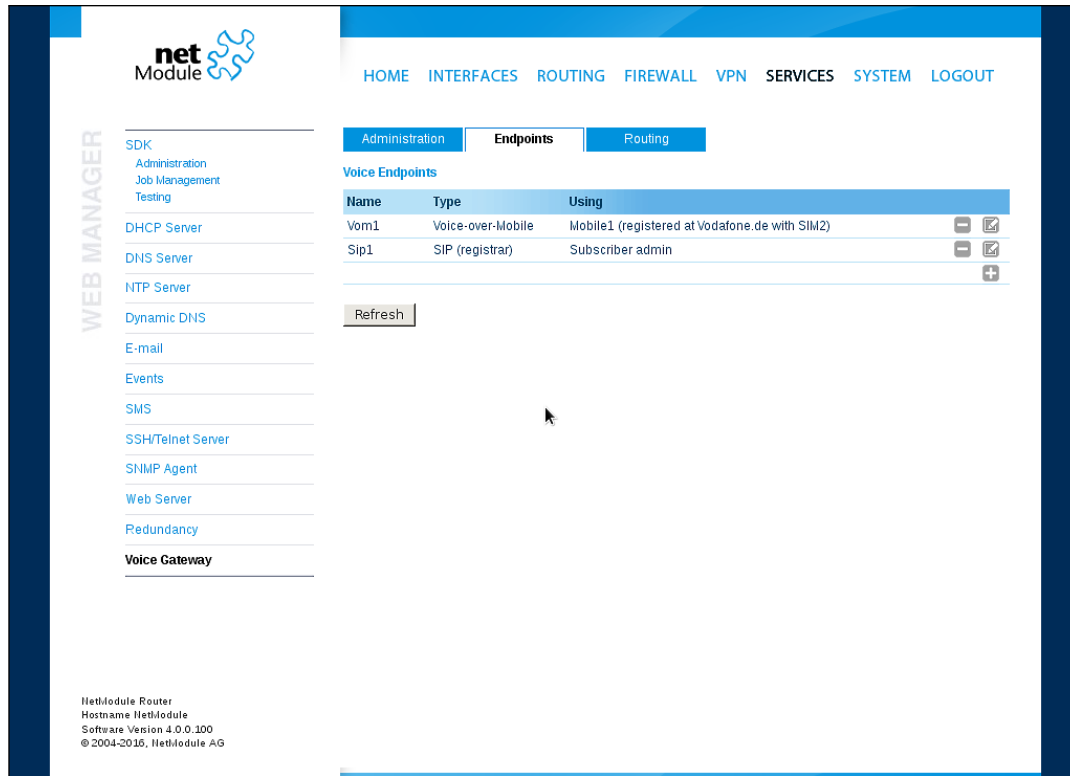 net
Module
HOME INTERFACES ROUTING FIREWALL VPN SERVICES SYSTEM LOGOUT
WEB MANAGER
SDK
Administration
Job Management
Testing
DHCP Server
DNS Server
NTP Server
Dynamic DNS
E-mail
Events
SMS
SSH/Telnet Server
SNMP Agent
Web Server
Redundancy
Voice Gateway
Administration Endpoints Routing
Voice Endpoints
Name Type Using
Vom1 Voice-over-Mobile Mobile1 (registered at Vodafone.de with SIM2)
Sip1 SIP (registrar) Subscriber admin
Refresh
NetModule Router
Hostname NetModule
Software Version 4.0.0.100
© 2004-2016, NetModule AG